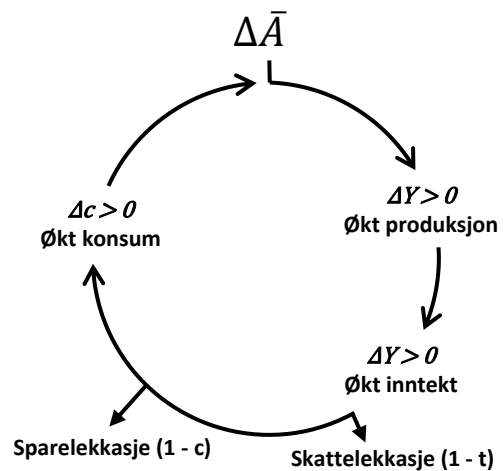 ΔĀ
ΔY > 0
Økt produksjon
ΔY > 0
Økt inntekt
Skattelekkasje (1 - t)
Sparelekkasje (1 - c)
Δc > 0
Økt konsum